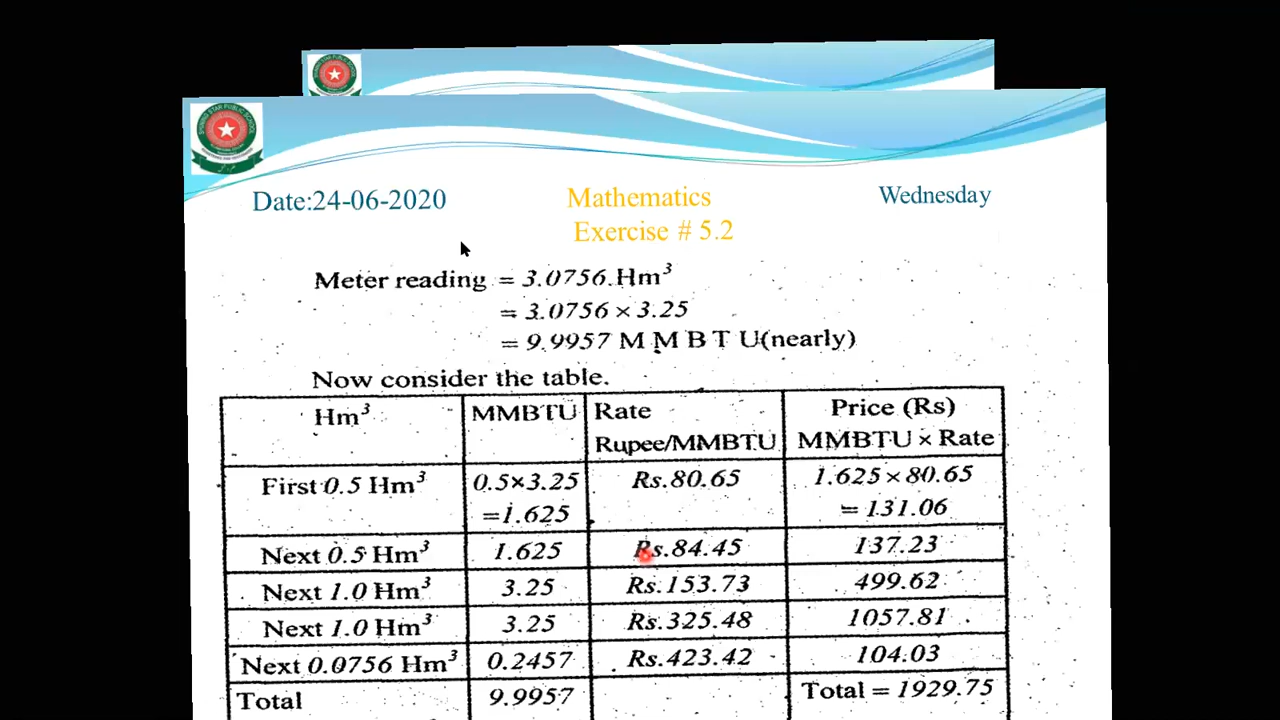 Date:24-06-2020 Mathematics Wednesday
Exercise # 5.2
Meter reading = 3.0756 Hm³
= 3.0756 × 3.25
= 9.9957 M M B T U(nearly)
Now consider the table.
Hm³ MMBTU Rate Rupee/MMBTU Price (Rs) MMBTU × Rate
First 0.5 Hm³ 0.5×3.25 =1.625 Rs.80.65 1.625 × 80.65 = 131.06
Next 0.5 Hm³ 1.625 Rs.84.45 137.23
Next 1.0 Hm³ 3.25 Rs.153.73 499.62
Next 1.0 Hm³ 3.25 Rs.325.48 1057.81
Next 0.0756 Hm³ 0.2457 Rs.423.42 104.03
Total 9.9957 Total = 1929.75